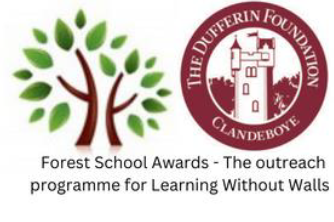 THE DUFFERIN FOUNDATION
CLANDEBOYE
Forest School Awards - The outreach
programme for Learning Without Walls